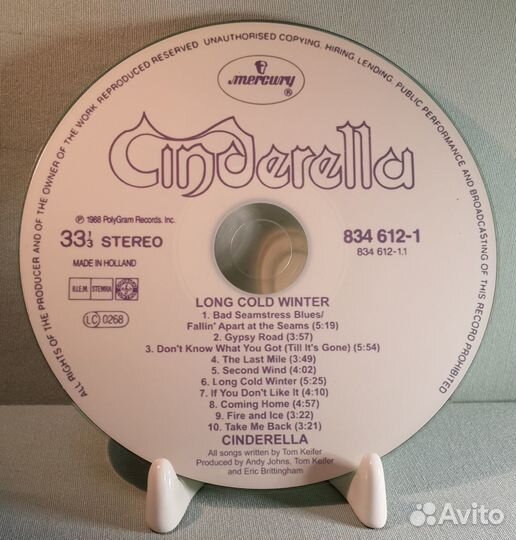 ALL RIGHTS OF THE PRODUCER AND OF THE OWNER OF THE WORK REPRODUCED RESERVED UNAUTHORISED COPYING, HIRING, LENDING, PUBLIC PERFORMANCE AND BROADCASTING OF THIS RECORD PROHIBITED
mercury
®
Cinderella
℗ 1988 PolyGram Records, Inc.
33 1/3 STEREO
MADE IN HOLLAND
B.I.E.M. STEMRA
LC 0268
834 612-1
834 612-1.1
LONG COLD WINTER
1. Bad Seamstress Blues/
Fallin' Apart at the Seams (5:19)
2. Gypsy Road (3:57)
3. Don't Know What You Got (Till It's Gone) (5:54)
4. The Last Mile (3:49)
5. Second Wind (4:02)
6. Long Cold Winter (5:25)
7. If You Don't Like It (4:10)
8. Coming Home (4:57)
9. Fire and Ice (3:22)
10. Take Me Back (3:21)
CINDERELLA
All songs written by Tom Keifer
Produced by Andy Johns, Tom Keifer
and Eric Brittingham
Avito